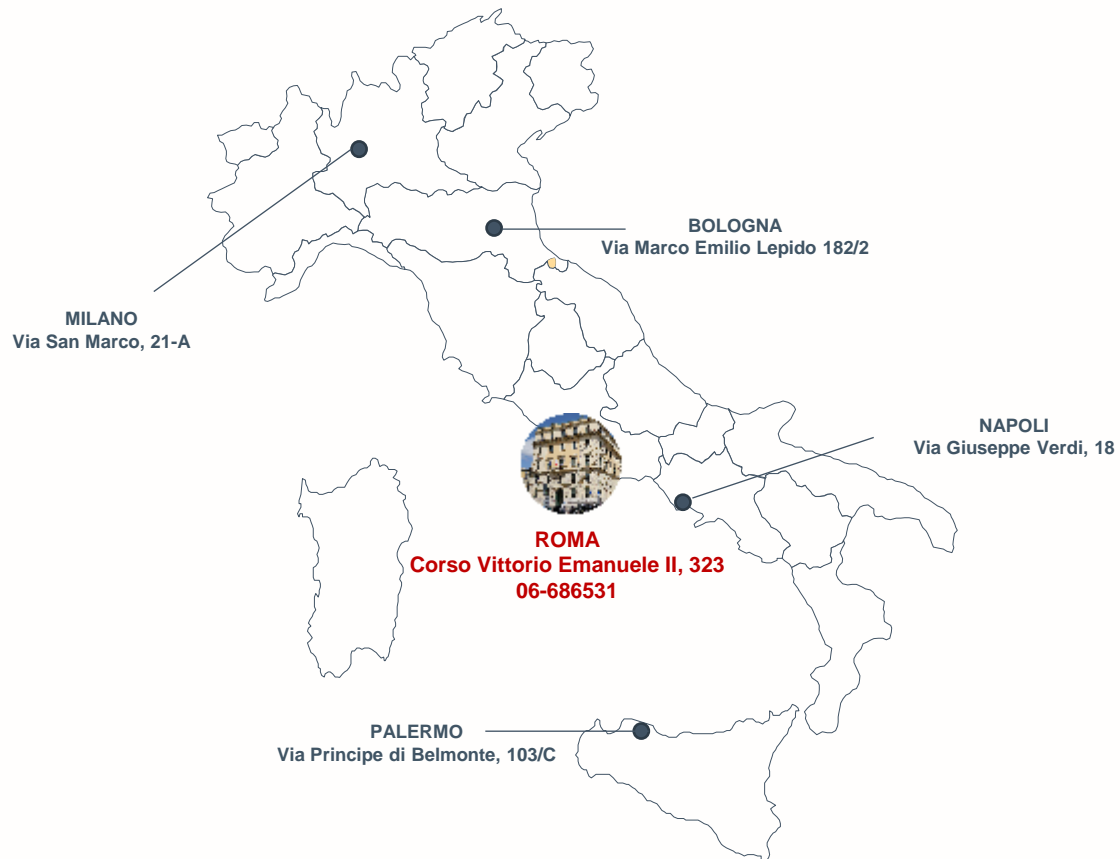 BOLOGNA
Via Marco Emilio Lepido 182/2
MILANO
Via San Marco, 21-A
NAPOLI
Via Giuseppe Verdi, 18
ROMA
Corso Vittorio Emanuele II, 323
06-686531
PALERMO
Via Principe di Belmonte, 103/C